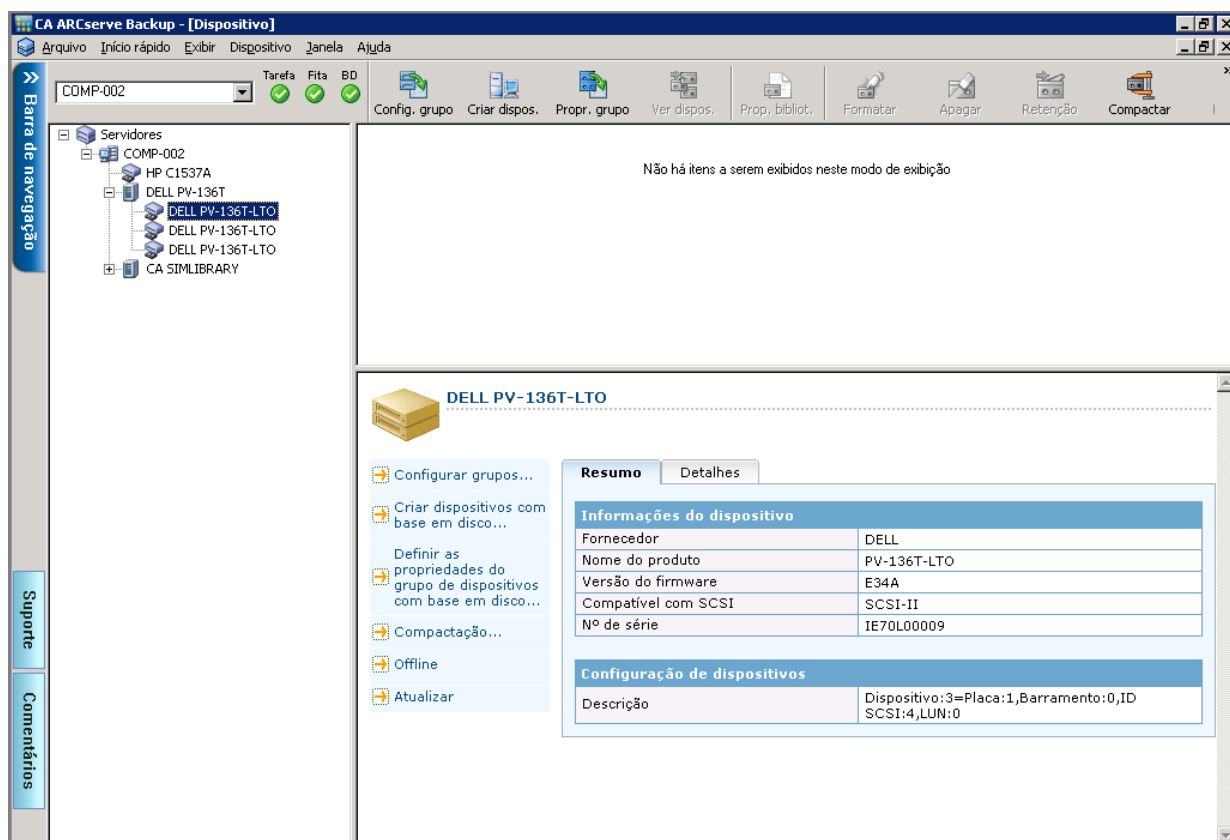 CA ARCserve Backup - [Dispositivo]
Arquivo Início rápido Exibir Dispositivo Janela Ajuda
Barra de navegação
COMP-002
Tarefa Fita BD
Config. grupo Criar dispos. Propr. grupo Ver dispos. Prop. bibliot. Formatar Apagar Retenção Compactar
Servidores
COMP-002
HP C1537A
DELL PV-136T
DELL PV-136T-LTO
DELL PV-136T-LTO
DELL PV-136T-LTO
CA SIMLIBRARY
Não há itens a serem exibidos neste modo de exibição
DELL PV-136T-LTO
Configurar grupos...
Criar dispositivos com
base em disco...
Definir as
propriedades do
grupo de dispositivos
com base em disco...
Compactação...
Offline
Atualizar
Resumo Detalhes
Informações do dispositivo
Fornecedor DELL
Nome do produto PV-136T-LTO
Versão do firmware E34A
Compatível com SCSI SCSI-II
Nº de série IE70L00009
Configuração de dispositivos
Descrição Dispositivo:3=Placa:1,Barramento:0,ID
SCSI:4,LUN:0
Suporte
Comentários